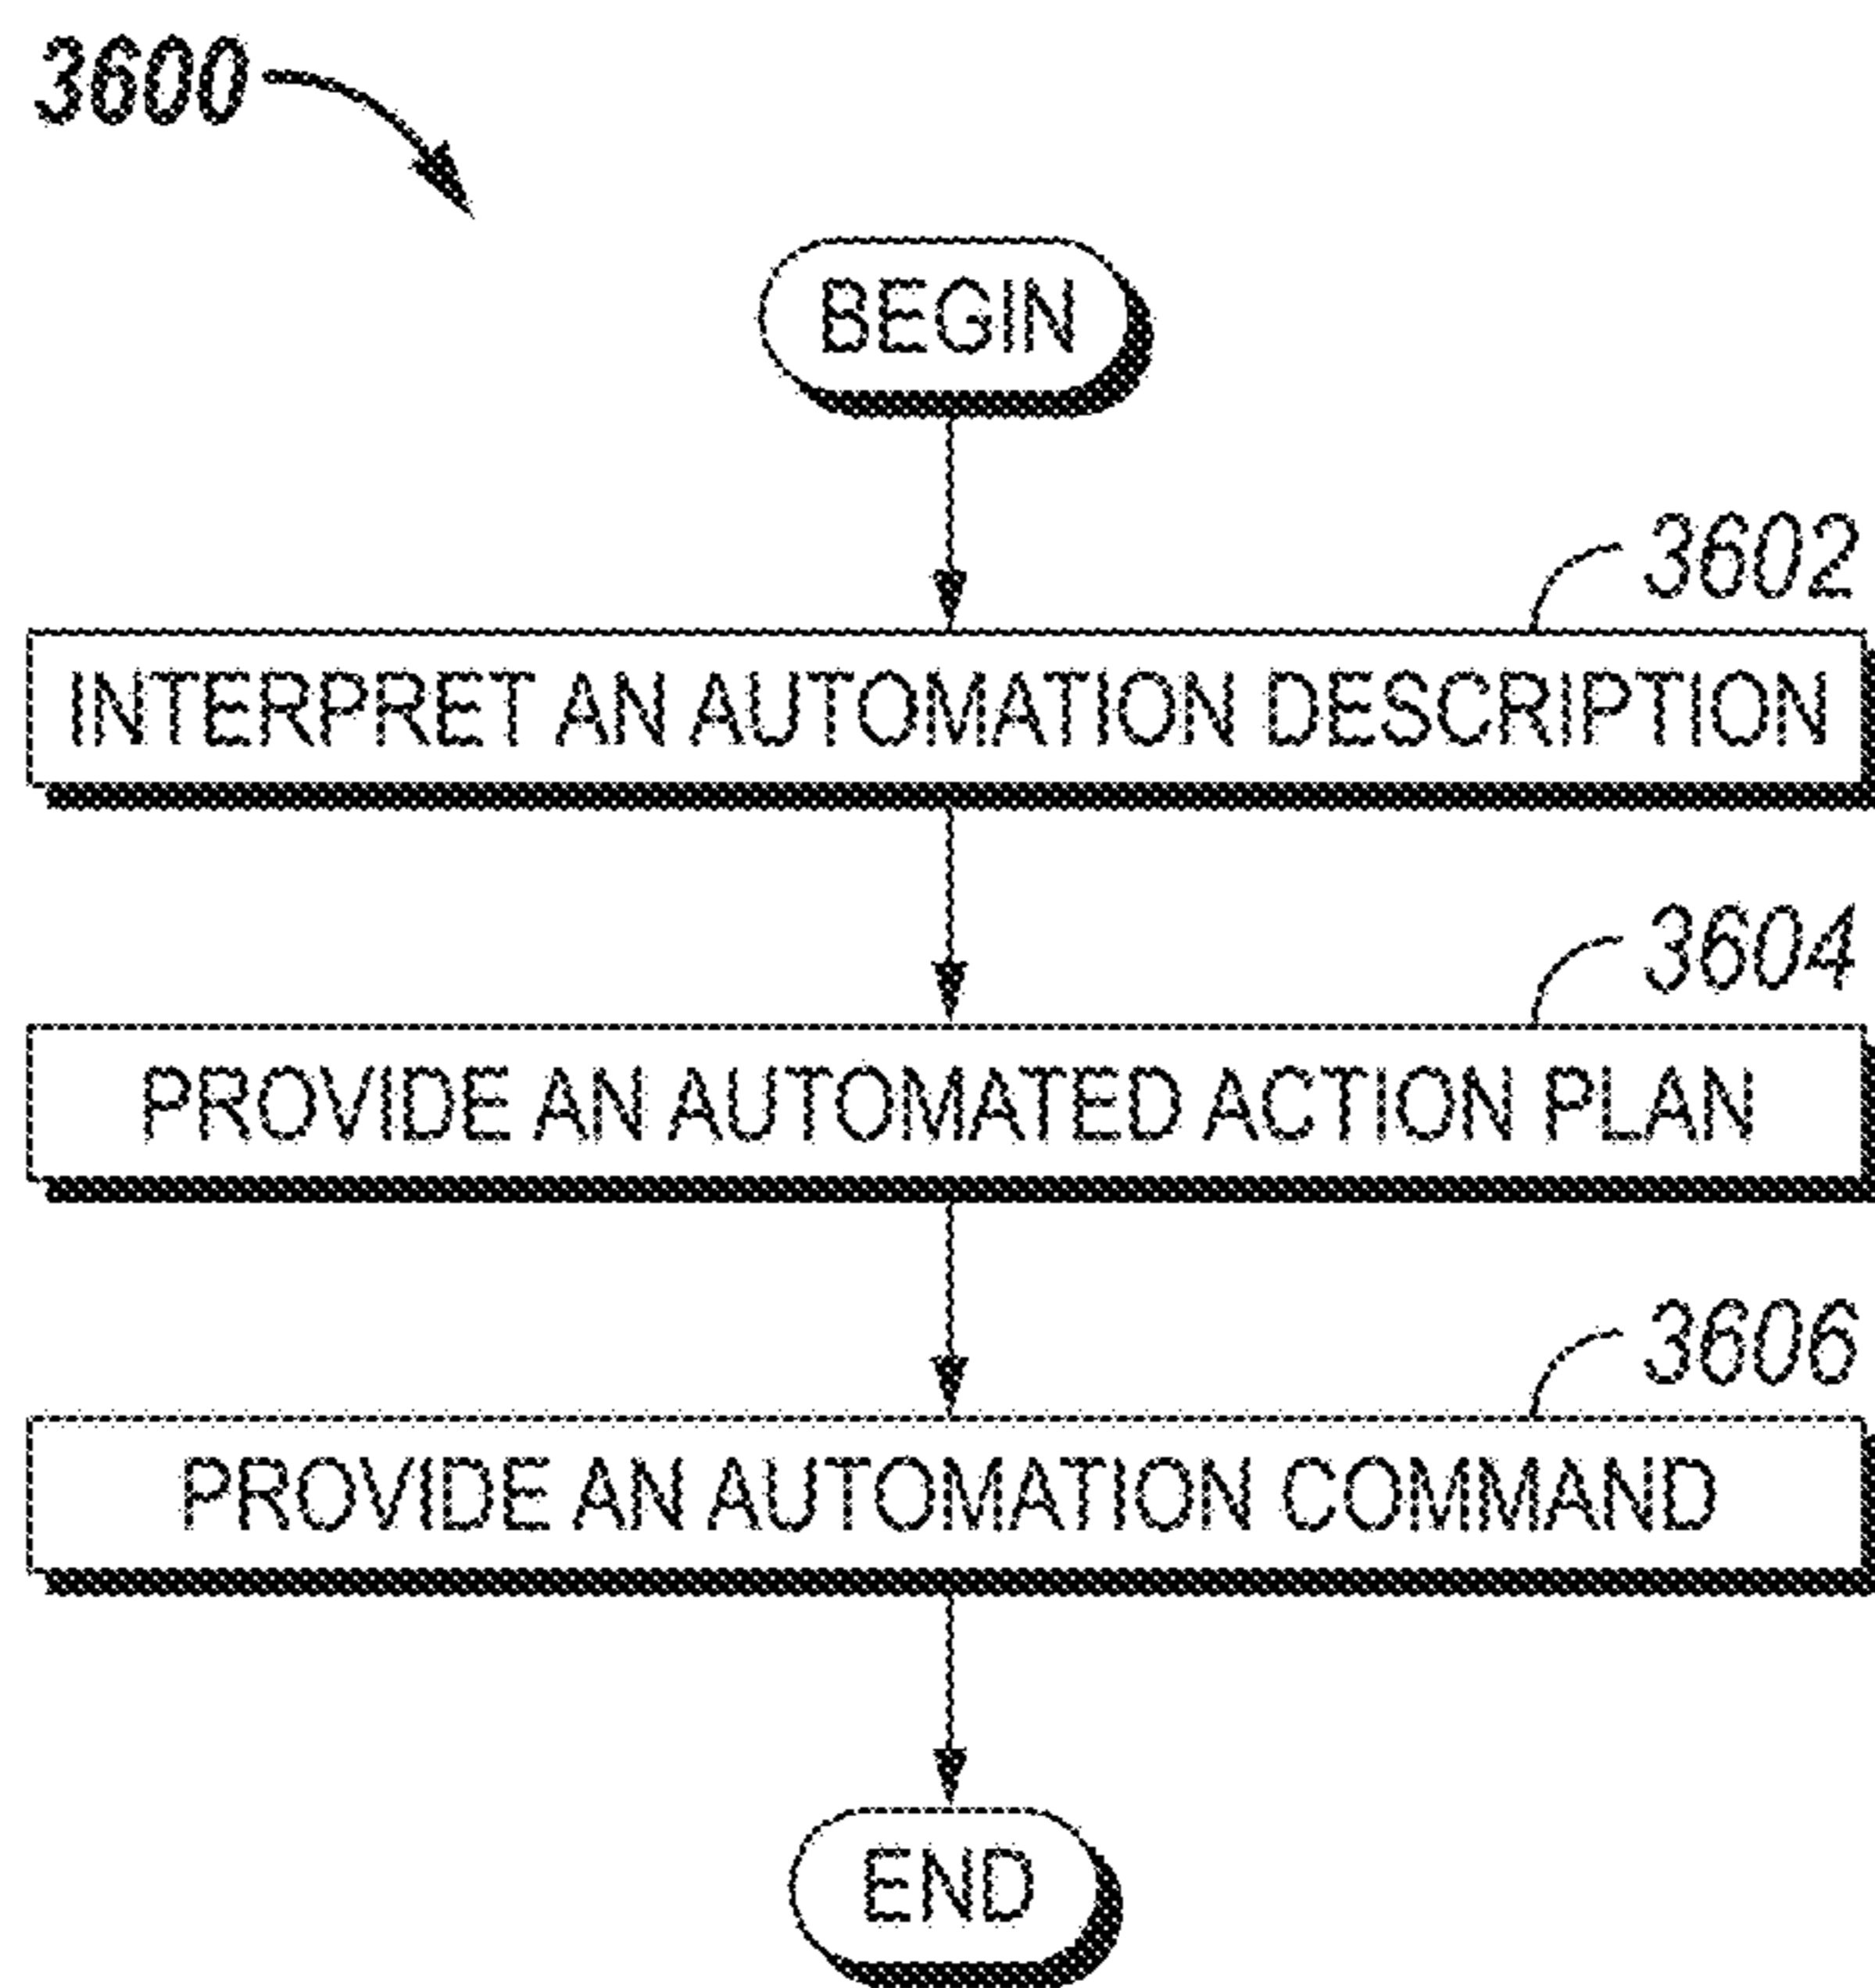 3600
BEGIN
3602
INTERPRET AN AUTOMATION DESCRIPTION
3604
PROVIDE AN AUTOMATED ACTION PLAN
3606
PROVIDE AN AUTOMATION COMMAND
END